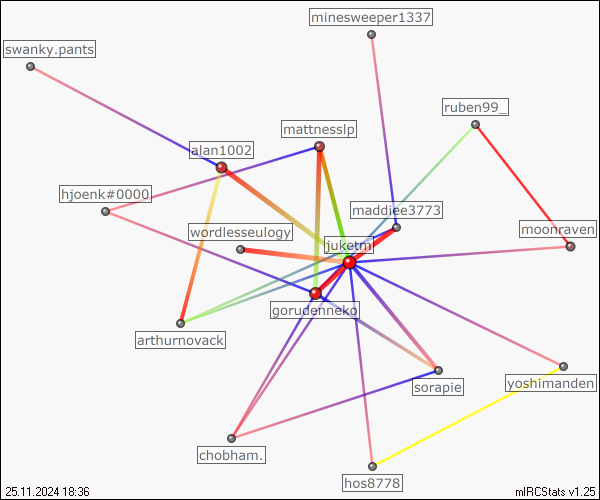 minesweeper1337
swanky.pants
ruben99_
mattnesslp
alan1002
hjoenk#0000
maddiee3773
wordlesseulogy
moonraven
juketm
gorudenneko
arthurnovack
sorapie
yoshimanden
chobham.
hos8778
25.11.2024 18:36
mIRCStats v1.25